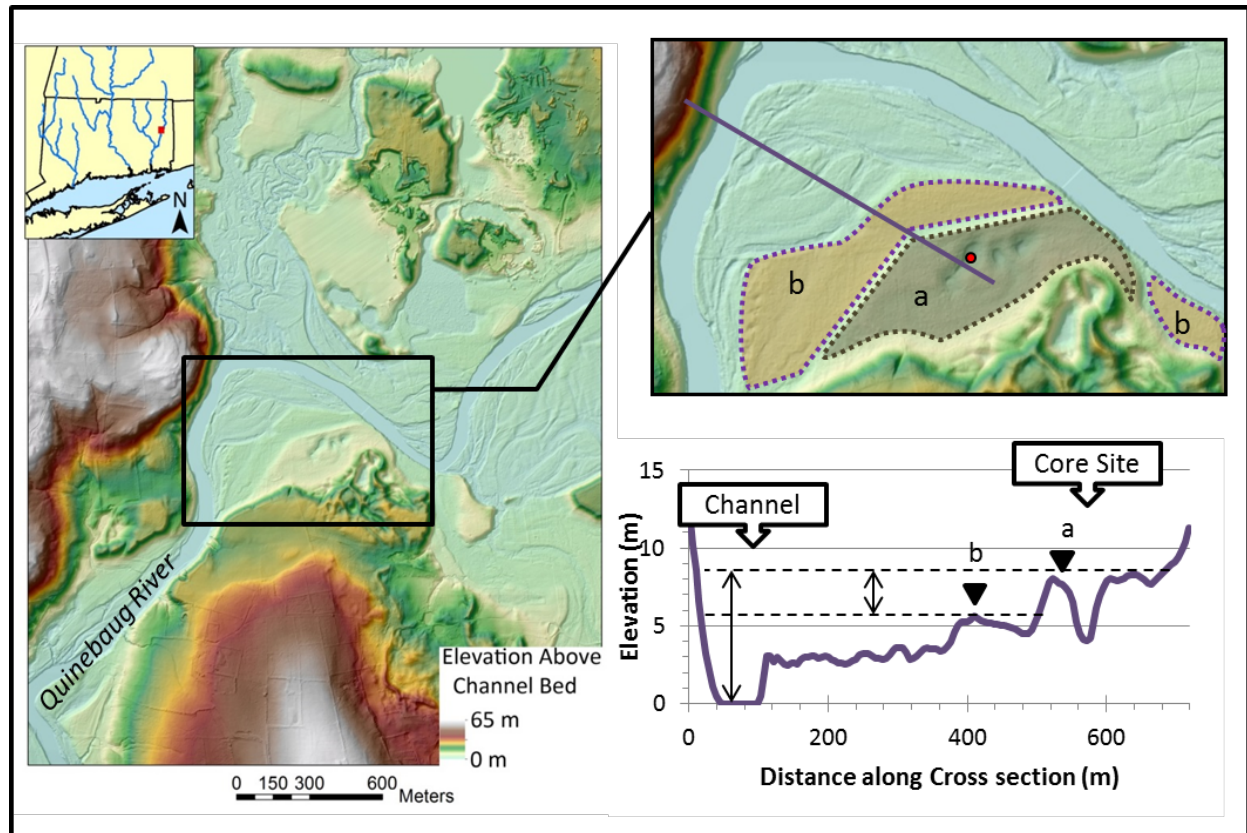 N
Quinebaug River
Elevation Above
Channel Bed
65 m
0 m
0 150 300 600
Meters
b
a
b
15
10
5
0
Elevation (m)
Channel
Core Site
b
a
0 200 400 600
Distance along Cross section (m)